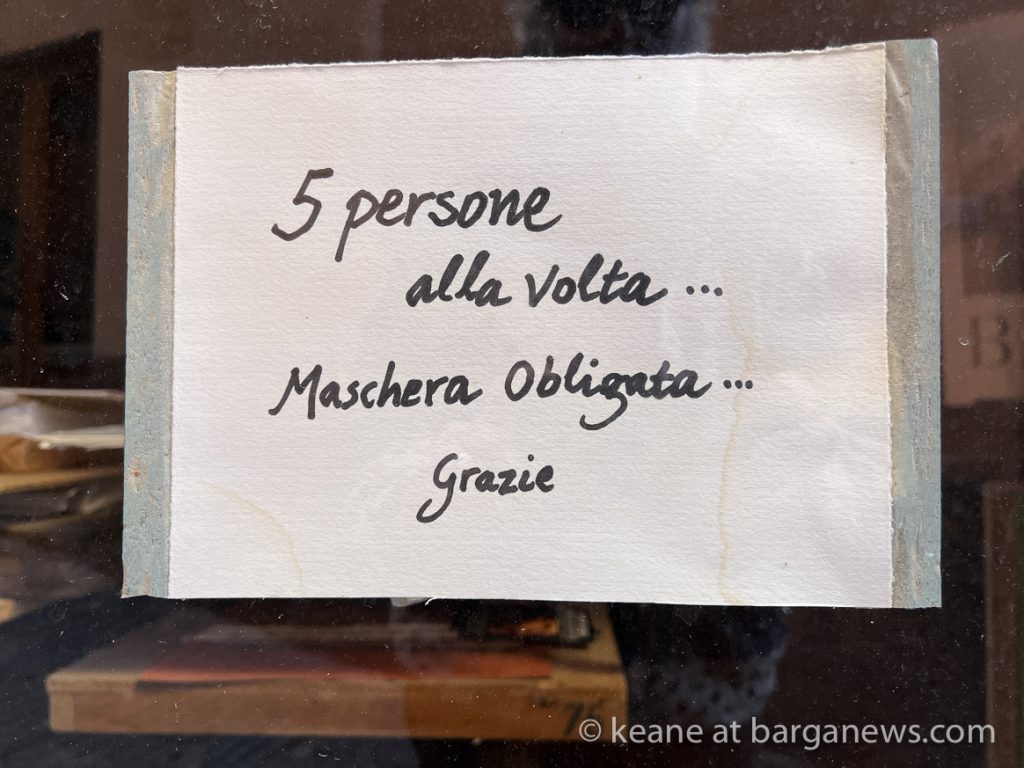 5 persone
alla volta ...
Maschera Obligata ...
Grazie
© keane at barganews.com